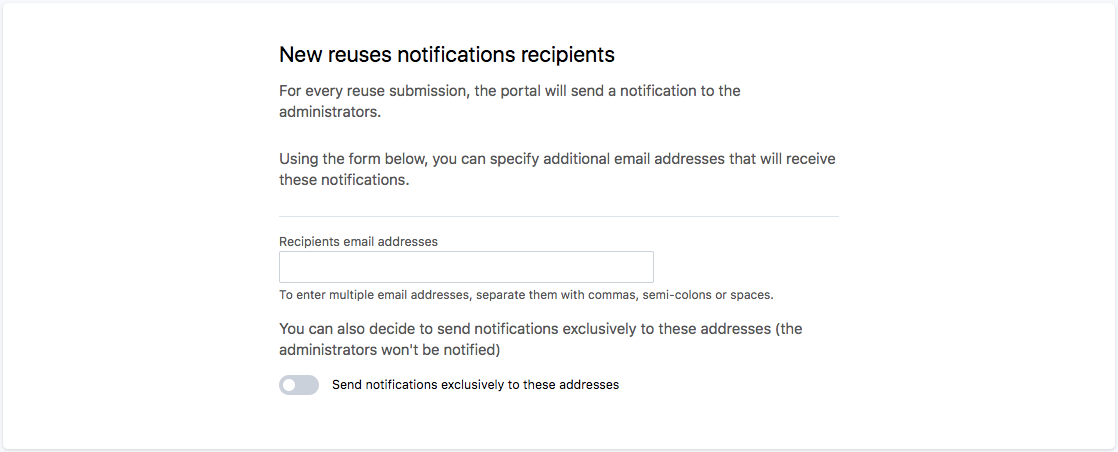 New reuses notifications recipients
For every reuse submission, the portal will send a notification to the
administrators.
Using the form below, you can specify additional email addresses that will receive
these notifications.
Recipients email addresses
To enter multiple email addresses, separate them with commas, semi-colons or spaces.
You can also decide to send notifications exclusively to these addresses (the
administrators won't be notified)
Send notifications exclusively to these addresses